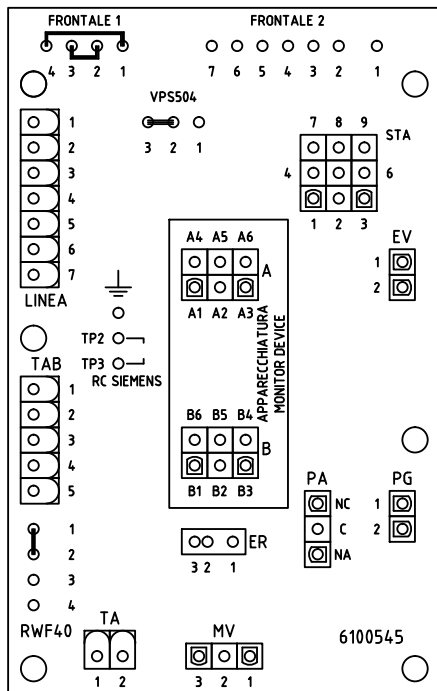 FRONTALE 1 FRONTALE 2
4 3 2 1 7 6 5 4 3 2 1
VPS504
3 2 1
1
2
3
4
5
6
7
LINEA
7 8 9
STA
4 6
1 2 3
A4 A5 A6
A
A1 A2 A3
APPARECCHIATURA
MONITOR DEVICE
B6 B5 B4
B
B1 B2 B3
EV
1
2
TP2
TP3
RC SIEMENS
TAB
1
2
3
4
5
1
2
3
4
RWF40
PA
NC
C
NA
PG
1
2
ER
3 2 1
TA
1 2
MV
3 2 1
6100545